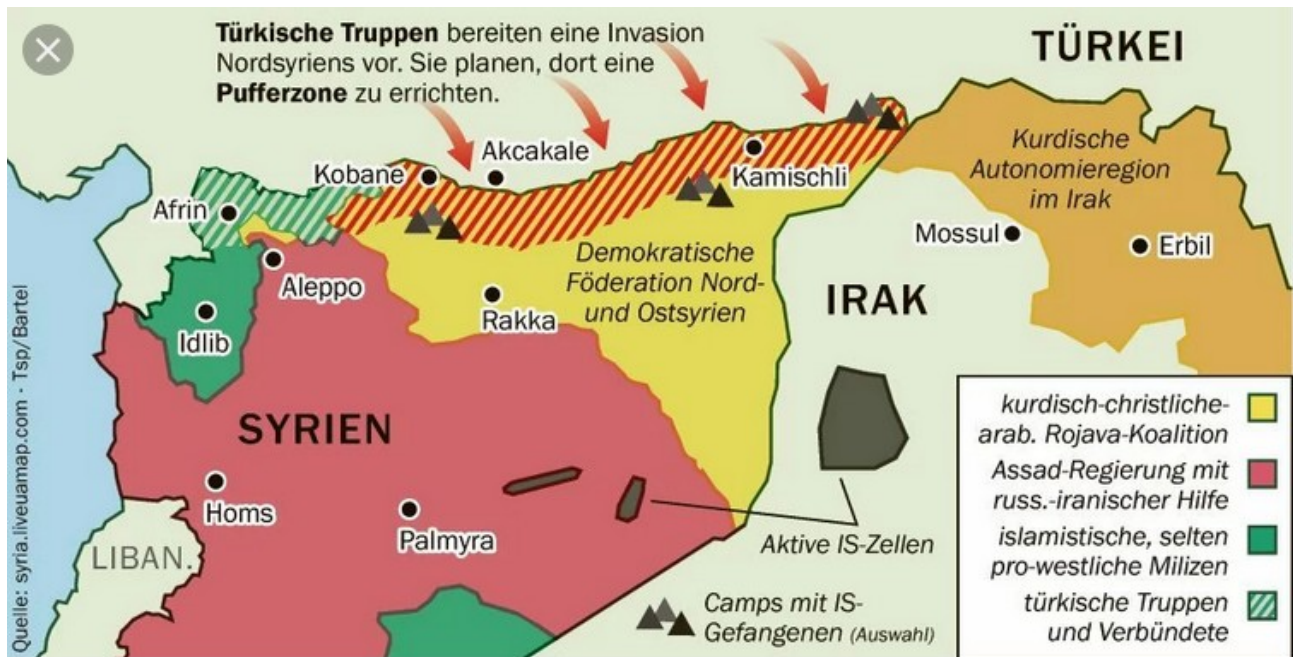 Türkische Truppen bereiten eine Invasion
Nordsyriens vor. Sie planen, dort eine
Pufferzone zu errichten.
TÜRKEI
Kurdische
Autonomieregion
im Irak
Akcakale
Kobane
Kamischli
Afrin
Mossul
Erbil
Demokratische
Föderation Nord-
und Ostsyrien
Aleppo
Rakka
IRAK
Idlib
SYRIEN
Homs
Palmyra
LIBAN.
Aktive IS-Zellen
Camps mit IS-
Gefangenen (Auswahl)
kurdisch-christliche-
arab. Rojava-Koalition
Assad-Regierung mit
russ.-iranischer Hilfe
islamistische, selten
pro-westliche Milizen
türkische Truppen
und Verbündete
Quelle: syria.liveuamap.com · Tsp/Bartel